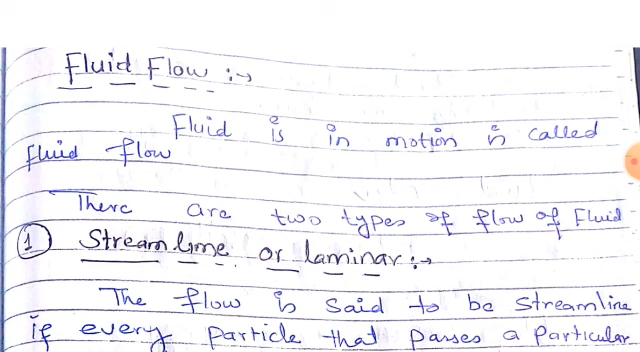 Fluid Flow :→
Fluid is in motion is called
fluid flow
There are two types of flow of Fluid
1 Streamline or laminar :→
The flow is said to be streamline
if every particle that passes a particular